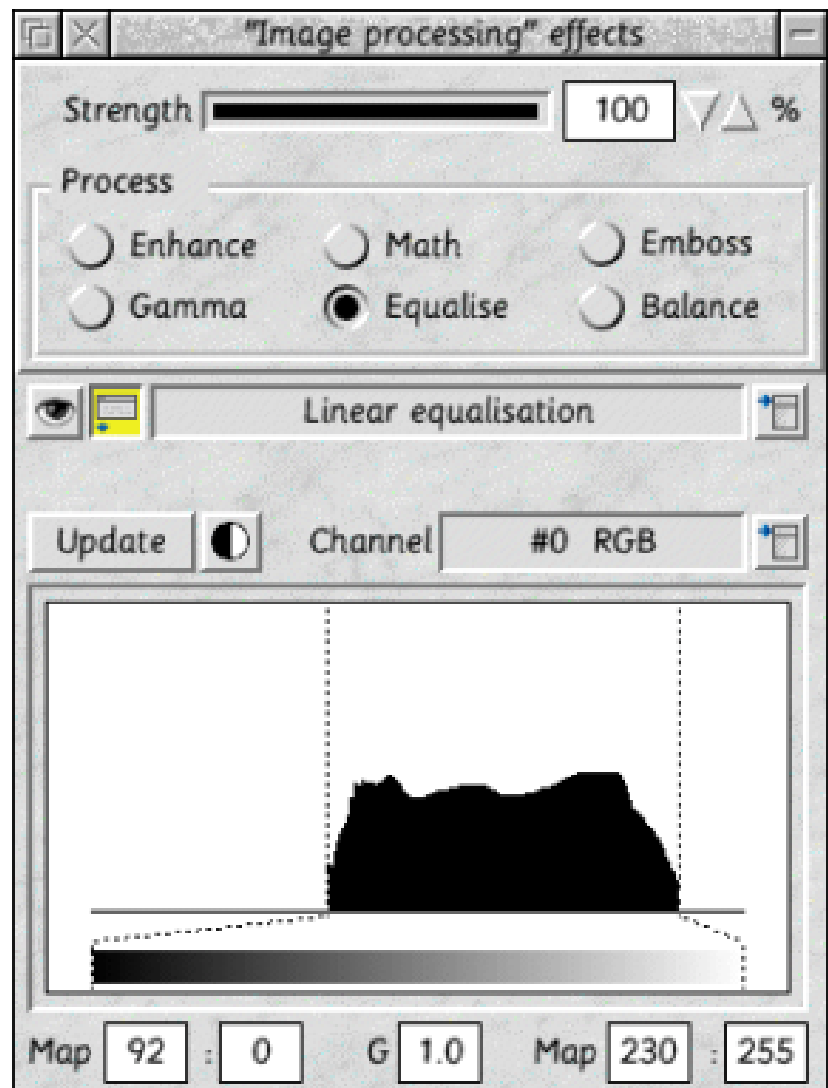 “Image processing” effects
Strength 100 %
Process
Enhance Math Emboss
Gamma Equalise Balance
Linear equalisation
Update Channel #0 RGB
Map 92 : 0 G 1.0 Map 230 : 255